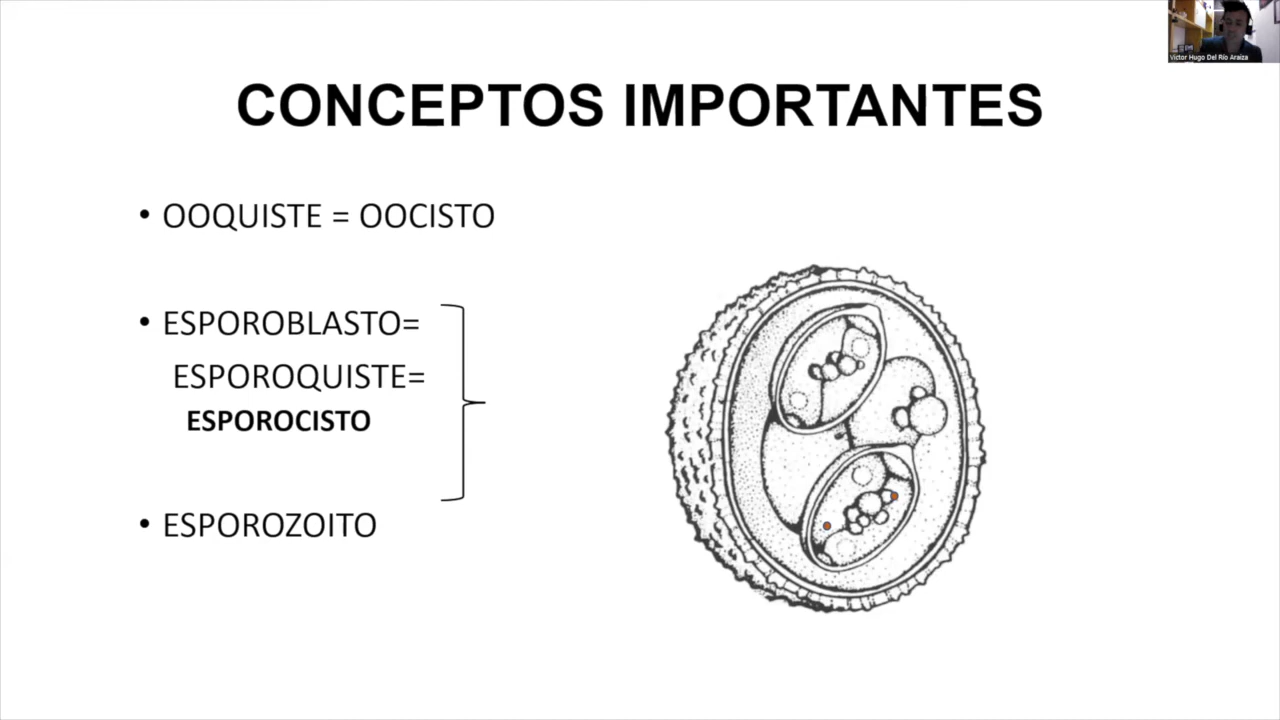 Victor Hugo Del Río Araiza
CONCEPTOS IMPORTANTES
• OOQUISTE = OOCISTO
• ESPOROBLASTO=
ESPOROQUISTE=
ESPOROCISTO
• ESPOROZOITO